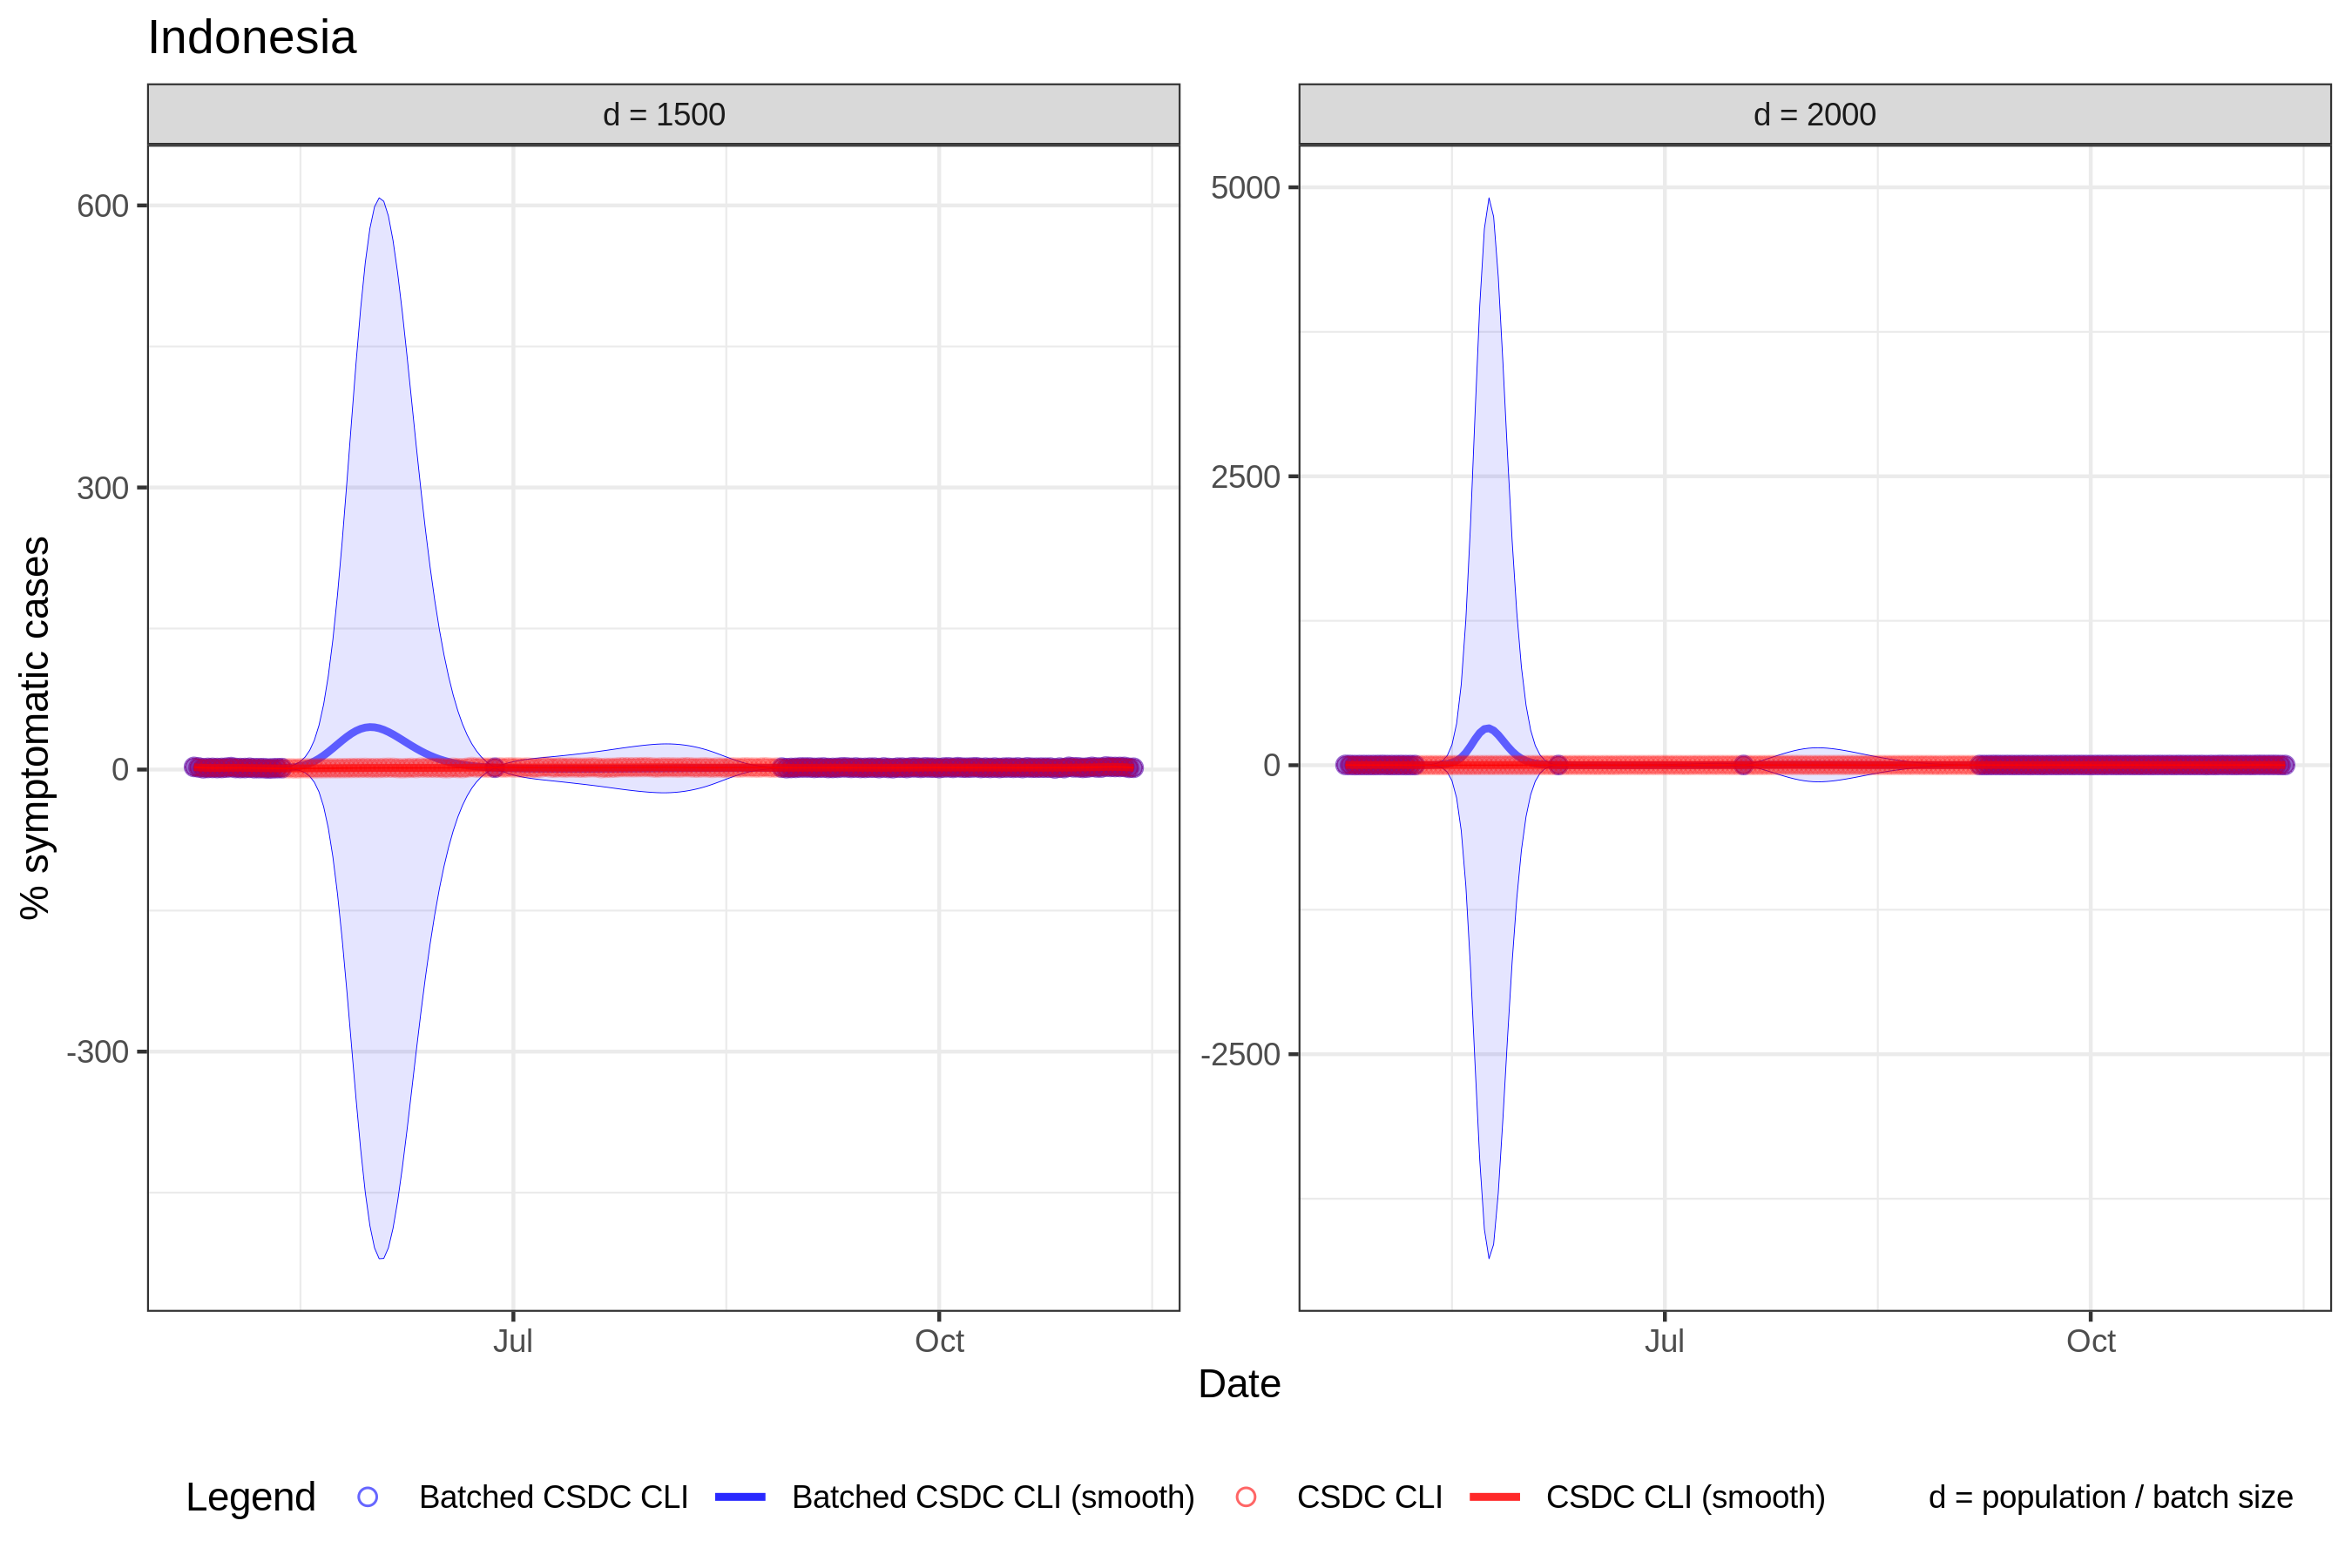 Indonesia
d = 1500
d = 2000
% symptomatic cases
600
300
0
-300
5000
2500
0
-2500
Jul
Oct
Jul
Oct
Date
Legend
Batched CSDC CLI
Batched CSDC CLI (smooth)
CSDC CLI
CSDC CLI (smooth)
d = population / batch size